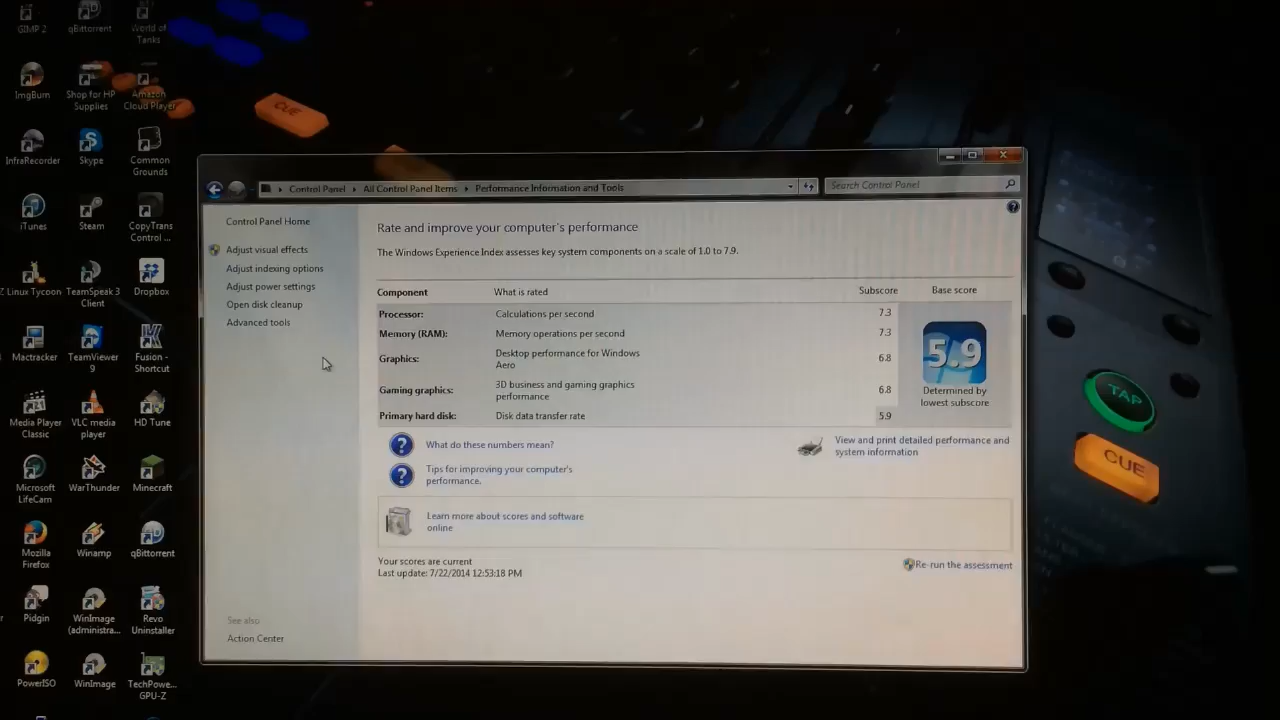 GIMP 2
qBittorrent
World of
Tanks
ImgBurn
Shop for HP
Supplies
Amazon
Cloud Player
InfraRecorder
Skype
Common
Grounds
iTunes
Steam
CopyTrans
Control ...
Linux Tycoon
TeamSpeak 3
Client
Dropbox
Mactracker
TeamViewer
9
Fusion -
Shortcut
Media Player
Classic
VLC media
player
HD Tune
Microsoft
LifeCam
WarThunder
Minecraft
Mozilla
Firefox
Winamp
qBittorrent
Pidgin
WinImage
(administra...
Revo
Uninstaller
PowerISO
WinImage
TechPowe...
GPU-Z
CUE
Control Panel
All Control Panel Items
Performance Information and Tools
Search Control Panel
Control Panel Home
Adjust visual effects
Adjust indexing options
Adjust power settings
Open disk cleanup
Advanced tools
See also
Action Center
Rate and improve your computer's performance
The Windows Experience Index assesses key system components on a scale of 1.0 to 7.9.
Component What is rated Subscore Base score
Processor: Calculations per second 7.3
Memory (RAM): Memory operations per second 7.3
Graphics: Desktop performance for Windows
Aero 6.8
Gaming graphics: 3D business and gaming graphics
performance 6.8
Primary hard disk: Disk data transfer rate 5.9
5.9
Determined by
lowest subscore
What do these numbers mean?
Tips for improving your computer's
performance.
View and print detailed performance and
system information
Learn more about scores and software
online
Your scores are current
Last update: 7/22/2014 12:53:18 PM
Re-run the assessment
TAP
CUE